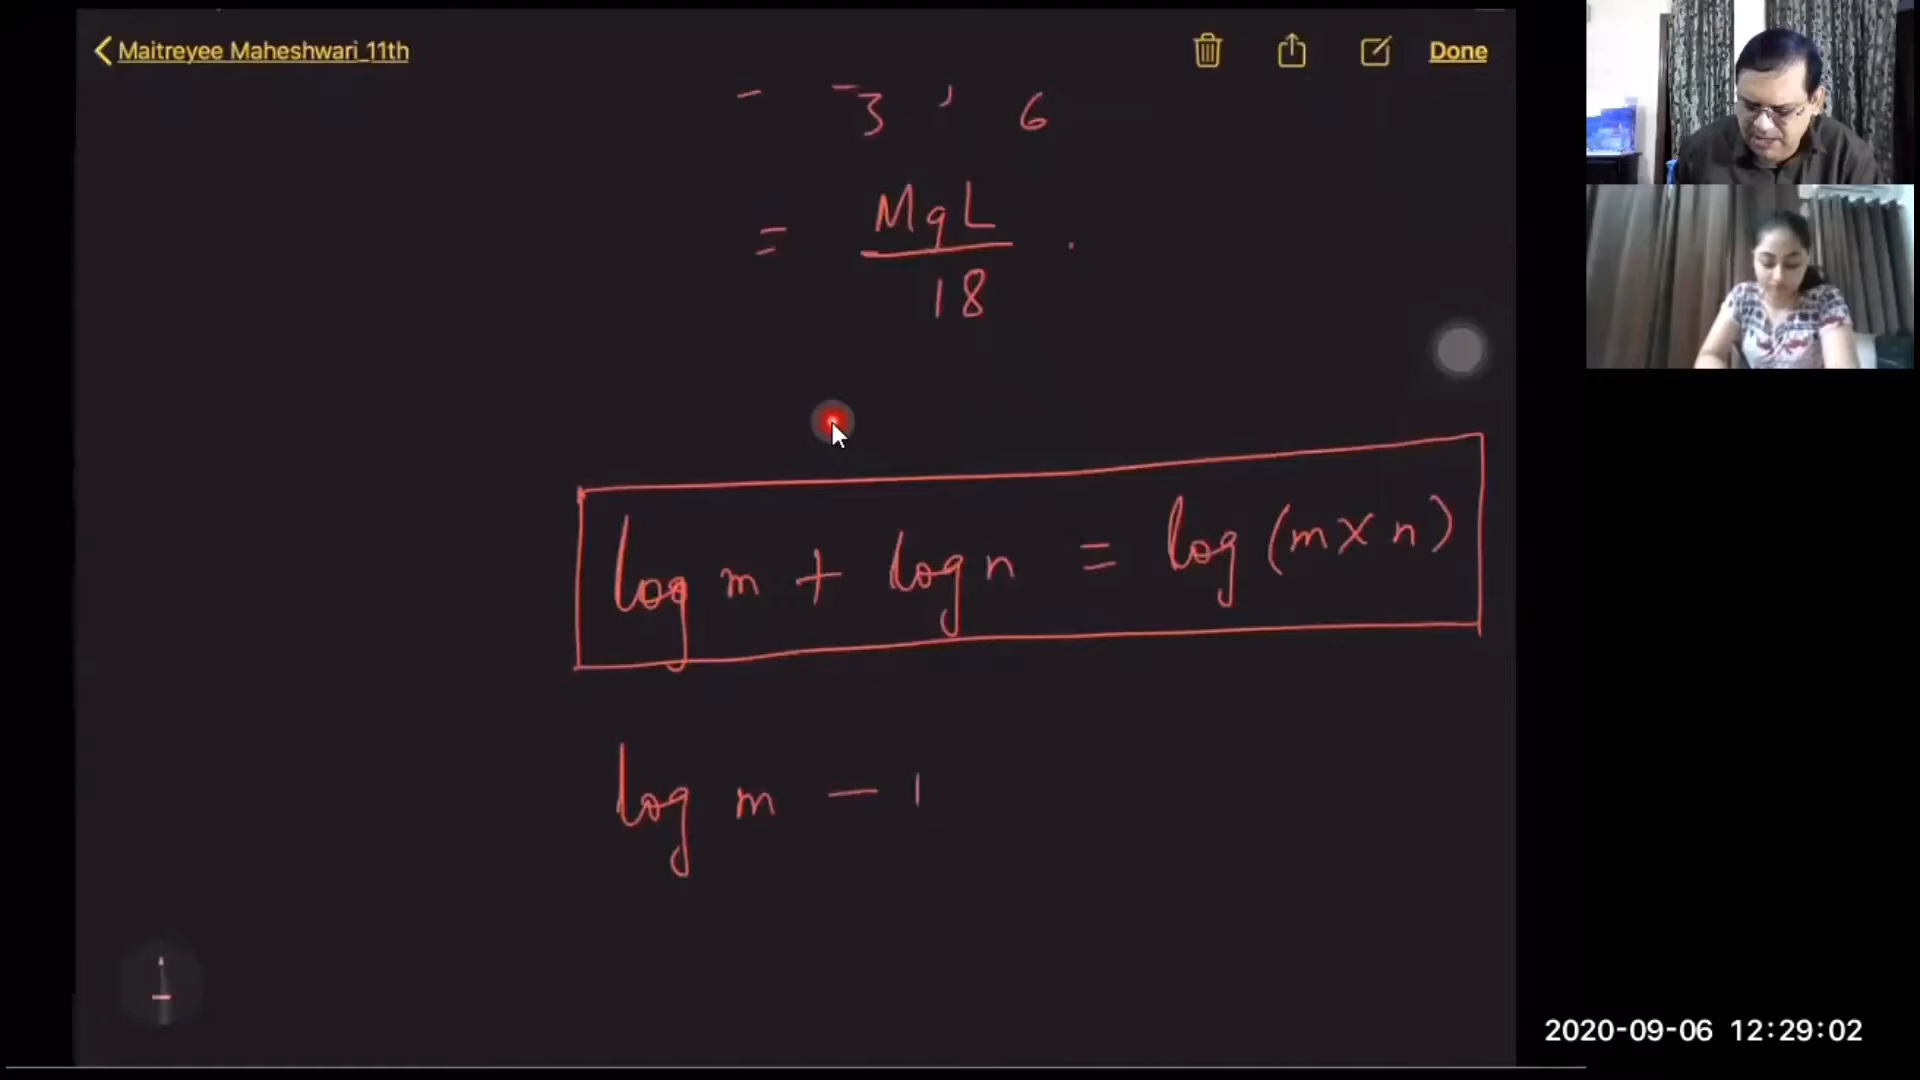 Maitreyee Maheshwari_11th
Done
3 , 6
= MgL
18 .
log m + log n = log (m × n)
log m −
2020-09-06 12:29:02